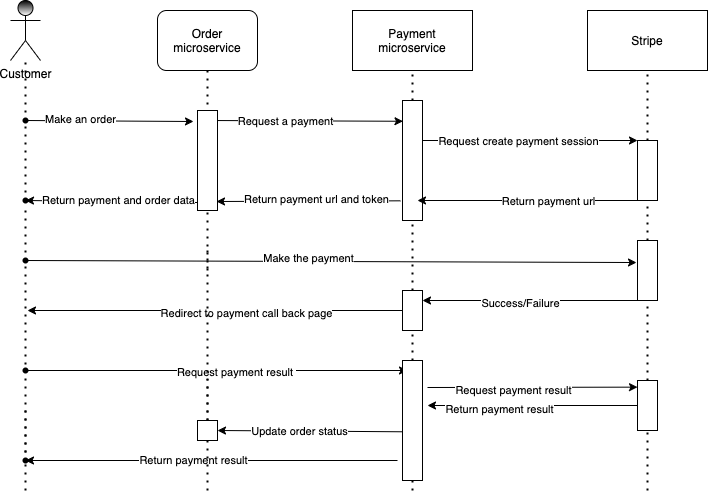 Order
microservice
Payment
microservice
Stripe
Customer
Make an order
Request a payment
Request create payment session
Return payment and order data
Return payment url and token
Return payment url
Make the payment
Success/Failure
Redirect to payment call back page
Request payment result
Request payment result
Return payment result
Update order status
Return payment result